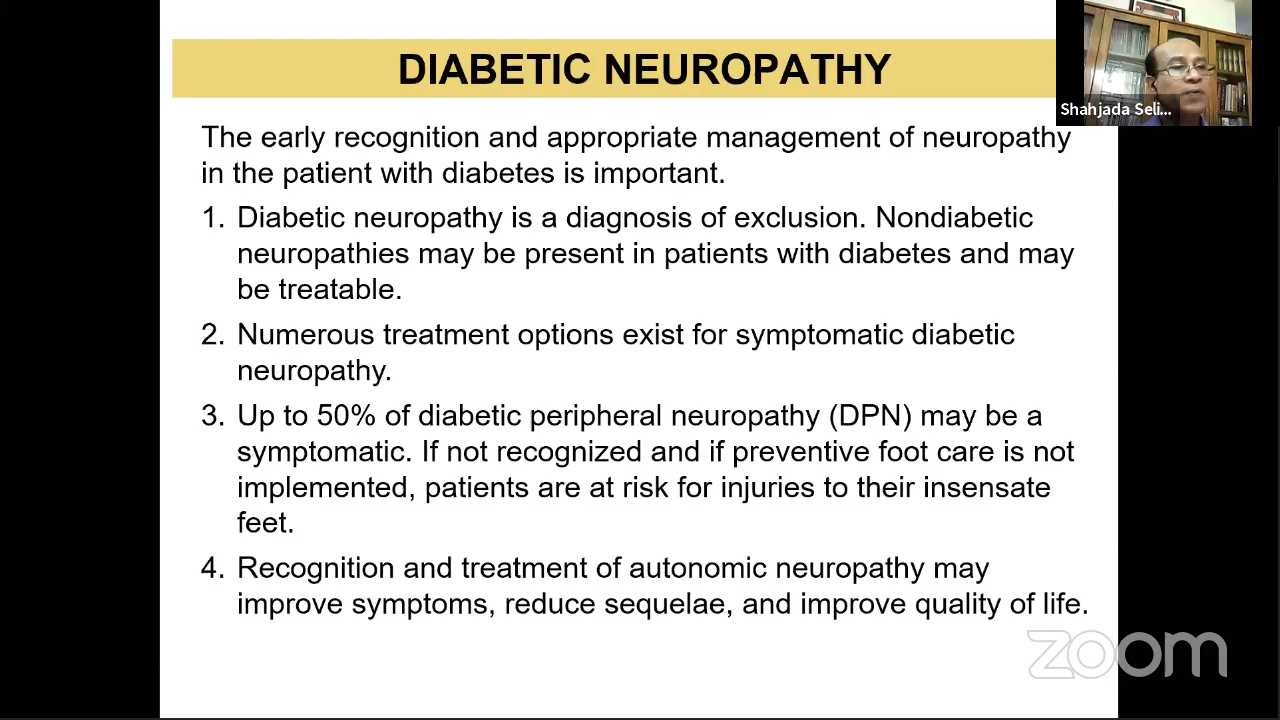 DIABETIC NEUROPATHY
Shahjada Seli...
The early recognition and appropriate management of neuropathy
in the patient with diabetes is important.
1. Diabetic neuropathy is a diagnosis of exclusion. Nondiabetic
neuropathies may be present in patients with diabetes and may
be treatable.
2. Numerous treatment options exist for symptomatic diabetic
neuropathy.
3. Up to 50% of diabetic peripheral neuropathy (DPN) may be a
symptomatic. If not recognized and if preventive foot care is not
implemented, patients are at risk for injuries to their insensate
feet.
4. Recognition and treatment of autonomic neuropathy may
improve symptoms, reduce sequelae, and improve quality of life.
zoom